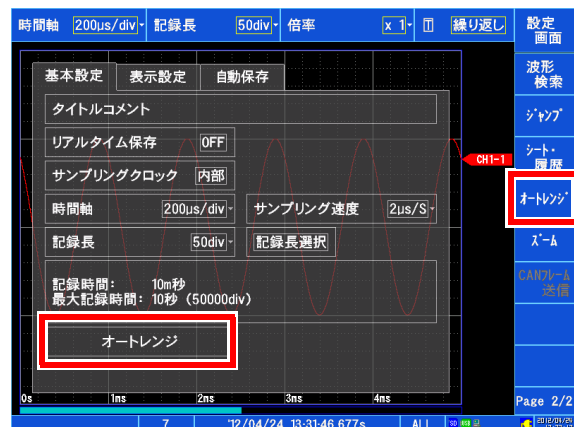 時間軸 200μs/div 記録長 50div 倍率 x 1 T 繰り返し
設定画面
波形検索
ジャンプ
シート・履歴
オートレンジ
ズーム
CANフレーム送信
Page 2/2
基本設定 表示設定 自動保存
タイトルコメント
リアルタイム保存 OFF
サンプリングクロック 内部
時間軸 200μs/div サンプリング速度 2μs/S
記録長 50div 記録長選択
記録時間: 10m秒
最大記録時間: 10秒 (50000div)
オートレンジ
CH1-1
0s 1ms 2ms 3ms 4ms
7 '12/04/24 13:31:46.677s ALL SD